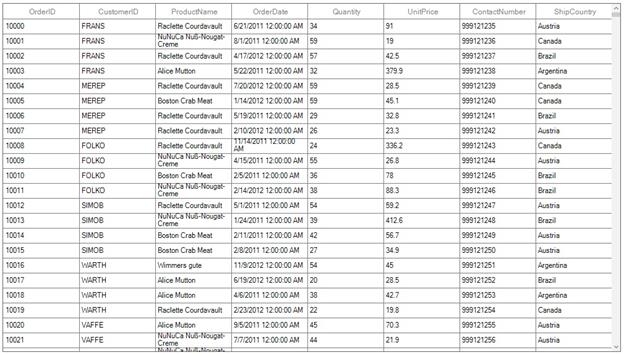 OrderID CustomerID ProductName OrderDate Quantity UnitPrice ContactNumber ShipCountry
10000 FRANS Raclette Courdavault 6/21/2011 12:00:00 AM 34 91 999121235 Austria
10001 FRANS NuNuCa Nuß-Nougat-Creme 8/1/2011 12:00:00 AM 59 19 999121236 Canada
10002 FRANS Raclette Courdavault 4/17/2012 12:00:00 AM 57 42.5 999121237 Brazil
10003 FRANS Alice Mutton 5/22/2011 12:00:00 AM 32 379.9 999121238 Argentina
10004 MEREP Raclette Courdavault 7/20/2012 12:00:00 AM 59 28.5 999121239 Canada
10005 MEREP Boston Crab Meat 1/14/2012 12:00:00 AM 59 45.1 999121240 Canada
10006 MEREP Raclette Courdavault 5/19/2011 12:00:00 AM 29 32.8 999121241 Brazil
10007 MEREP Raclette Courdavault 2/10/2012 12:00:00 AM 26 23.3 999121242 Austria
10008 FOLKO Raclette Courdavault 11/14/2011 12:00:00 AM 24 336.2 999121243 Canada
10009 FOLKO NuNuCa Nuß-Nougat-Creme 4/15/2011 12:00:00 AM 55 26.8 999121244 Austria
10010 FOLKO Boston Crab Meat 2/5/2011 12:00:00 AM 36 78 999121245 Brazil
10011 FOLKO NuNuCa Nuß-Nougat-Creme 2/14/2012 12:00:00 AM 38 88.3 999121246 Brazil
10012 SIMOB Raclette Courdavault 5/1/2011 12:00:00 AM 54 59.2 999121247 Austria
10013 SIMOB NuNuCa Nuß-Nougat-Creme 1/24/2011 12:00:00 AM 39 412.6 999121248 Brazil
10014 SIMOB Boston Crab Meat 2/11/2011 12:00:00 AM 42 56.7 999121249 Austria
10015 SIMOB Boston Crab Meat 2/8/2011 12:00:00 AM 27 34.9 999121250 Austria
10016 WARTH Wimmers gute 11/9/2012 12:00:00 AM 54 45 999121251 Argentina
10017 WARTH Alice Mutton 6/19/2012 12:00:00 AM 20 28.5 999121252 Brazil
10018 WARTH Alice Mutton 4/6/2011 12:00:00 AM 38 42.7 999121253 Argentina
10019 WARTH Raclette Courdavault 2/23/2012 12:00:00 AM 22 19.8 999121254 Canada
10020 VAFFE Alice Mutton 9/5/2011 12:00:00 AM 45 70.3 999121255 Austria
10021 VAFFE NuNuCa Nuß-Nougat-Creme 7/7/2011 12:00:00 AM 44 21.9 999121256 Austria